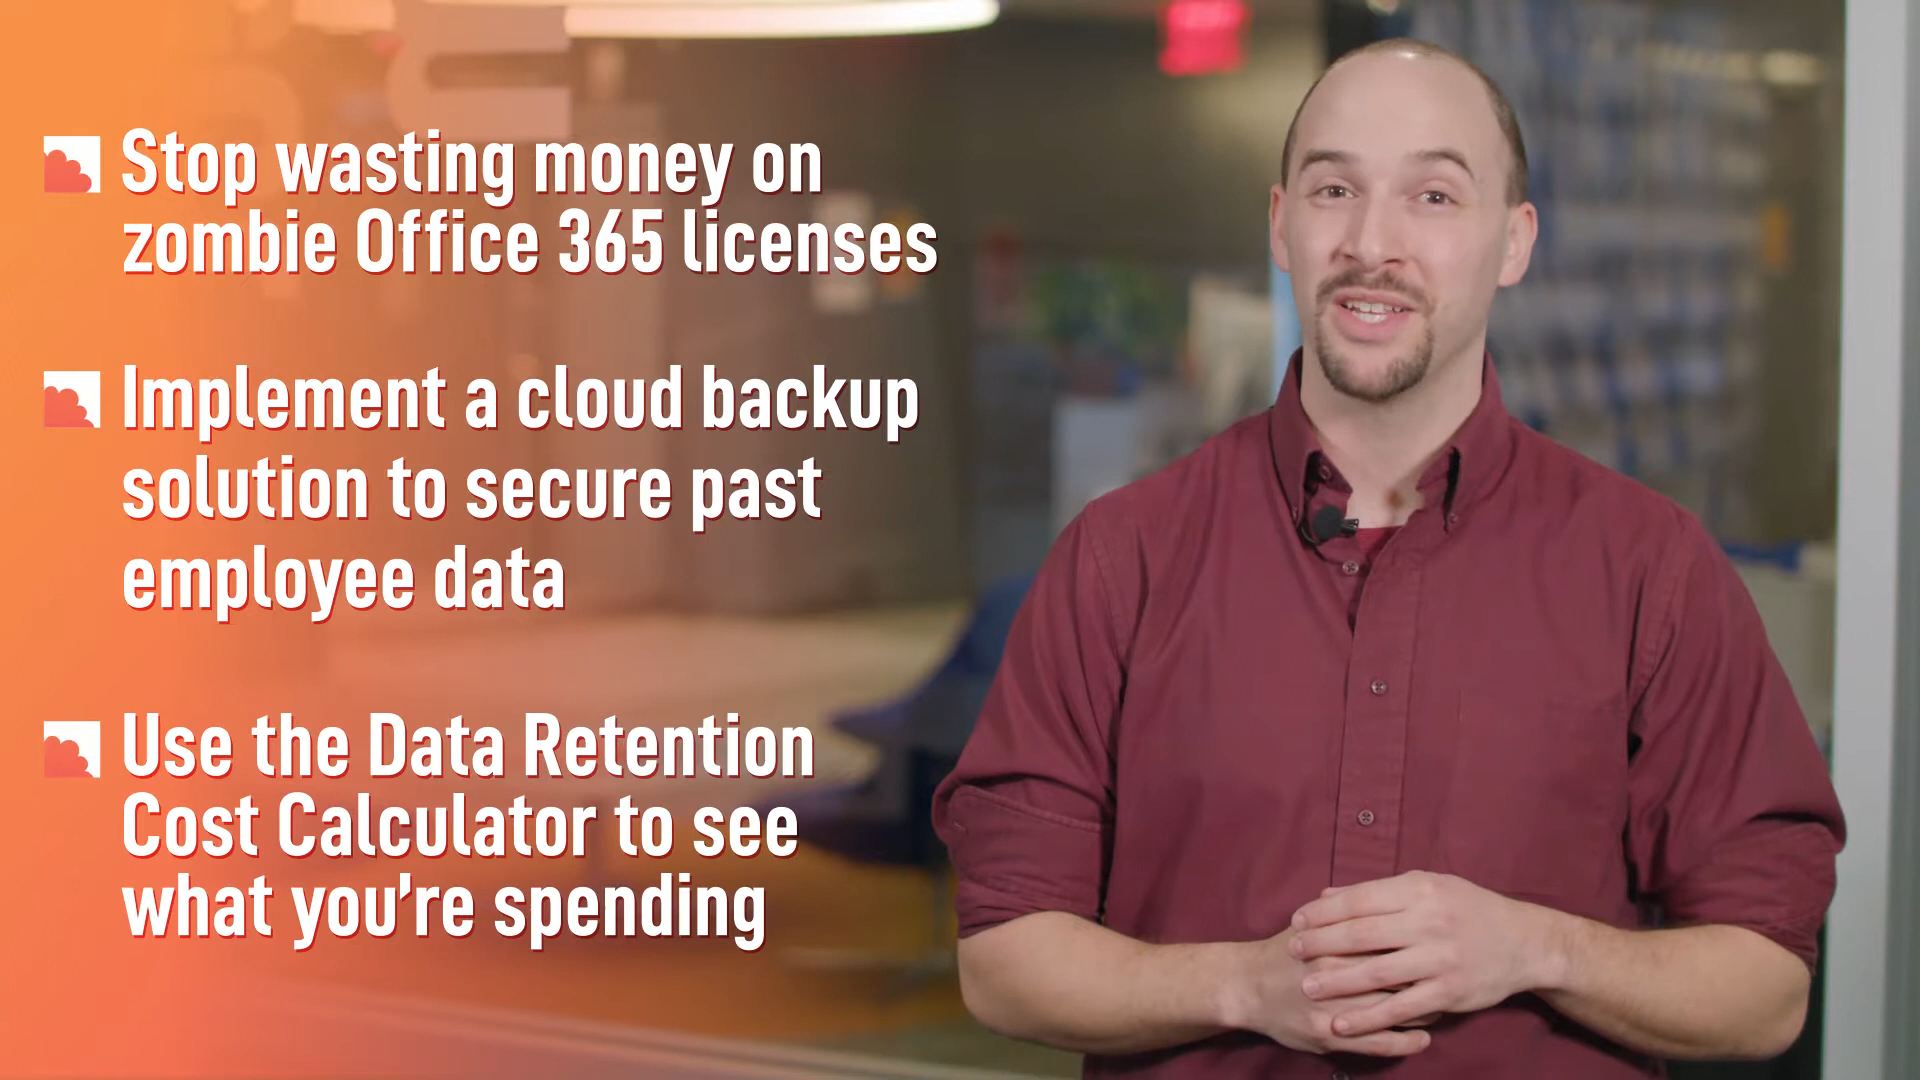 Stop wasting money on
zombie Office 365 licenses
Implement a cloud backup
solution to secure past
employee data
Use the Data Retention
Cost Calculator to see
what you’re spending